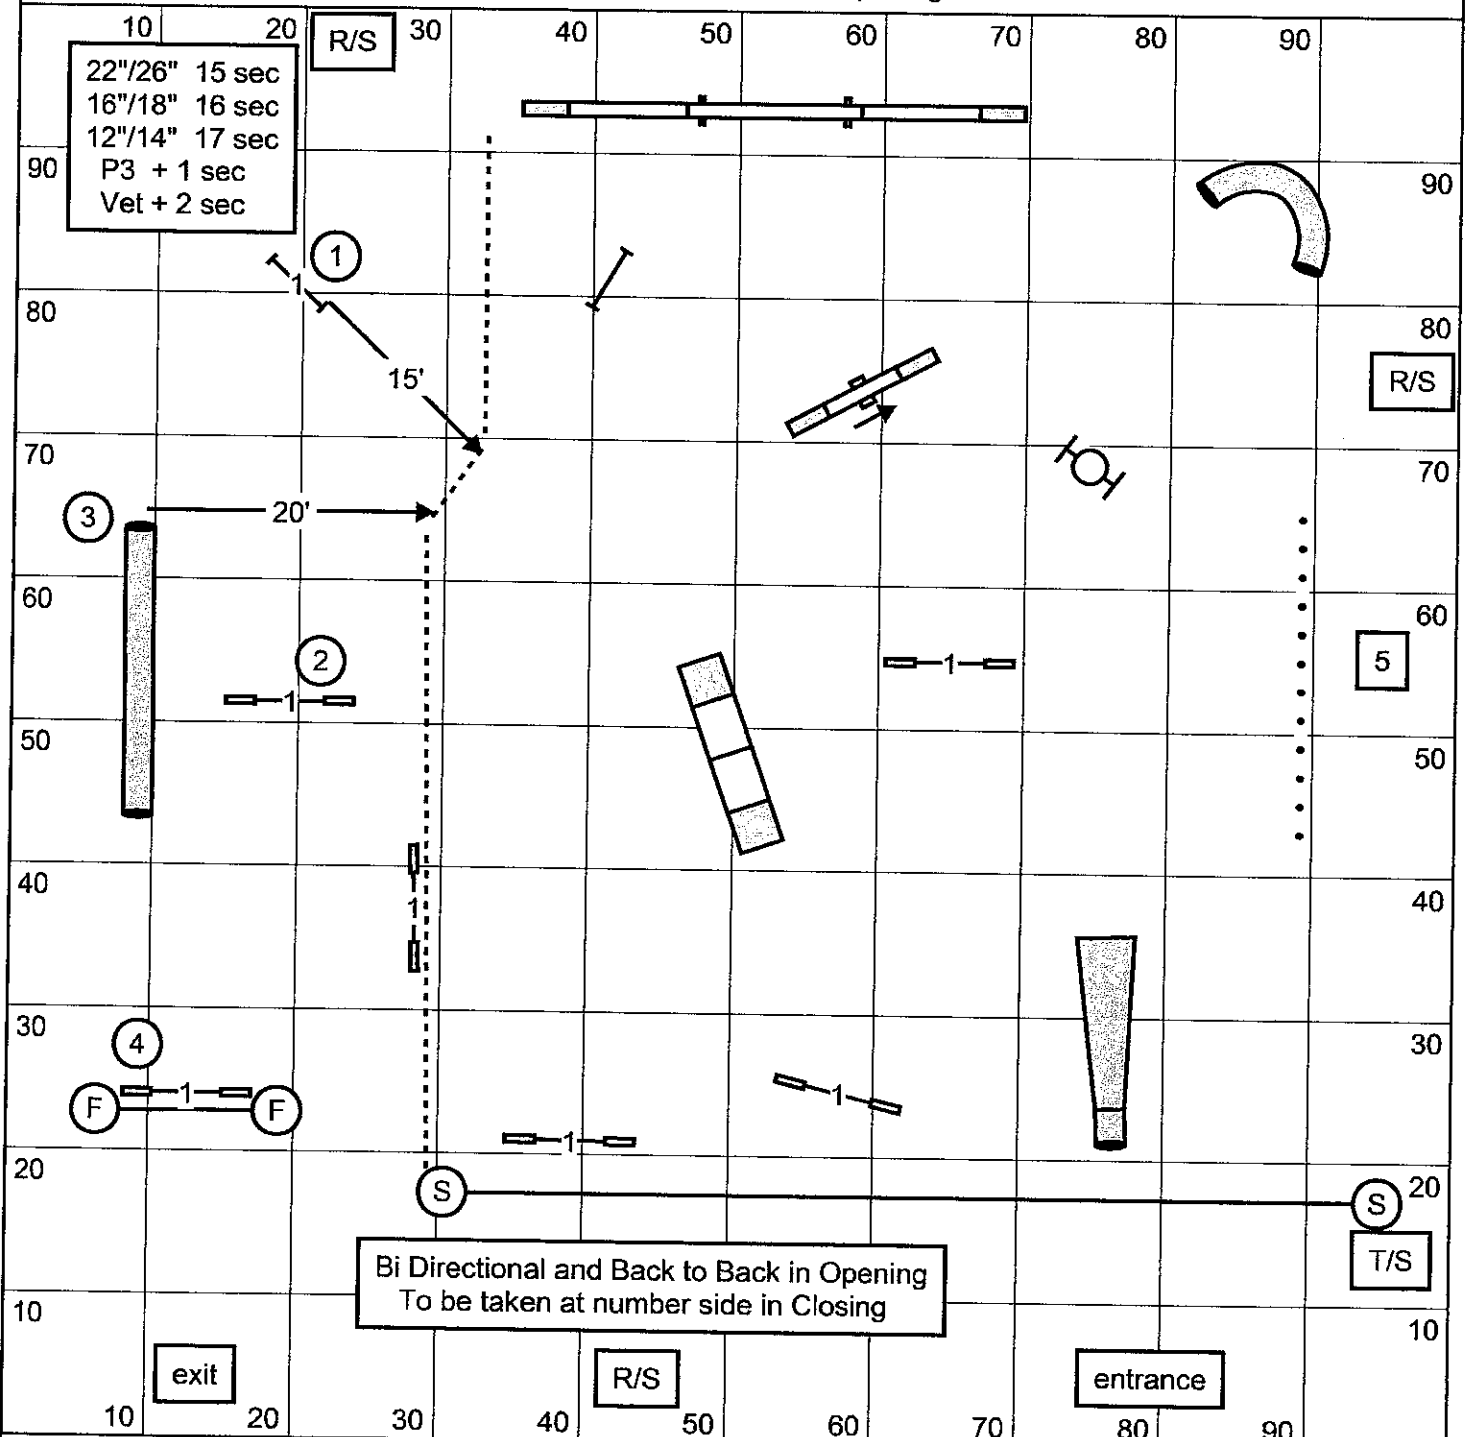 10 20 R/S 30 40 50 60 70 80 90
22"/26" 15 sec
16"/18" 16 sec
12"/14" 17 sec
P3 + 1 sec
Vet + 2 sec
90 90
1
1
80 80
15'
R/S
70 70
3
20'
60 60
2
1
1
5
50 50
40 40
1
30 30
4
F 1 F
1
1
20 20
S S
T/S
Bi Directional and Back to Back in Opening
To be taken at number side in Closing
10 10
exit R/S entrance
10 20 30 40 50 60 70 80 90